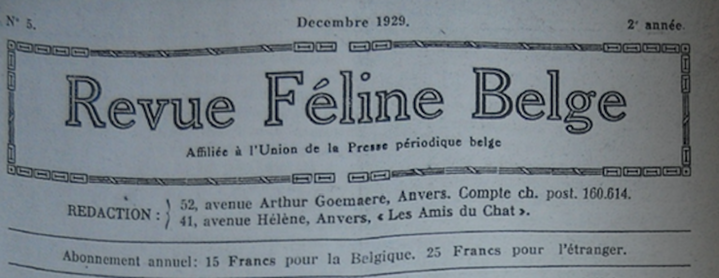 N° 5. Decembre 1929. 2e année.
Revue Féline Belge
Affiliée à l'Union de la Presse périodique belge
REDACTION : } 52, avenue Arthur Goemaere, Anvers. Compte ch. post. 160.614.
41, avenue Hélène, Anvers, « Les Amis du Chat ».
Abonnement annuel: 15 Francs pour la Belgique. 25 Francs pour l'étranger.